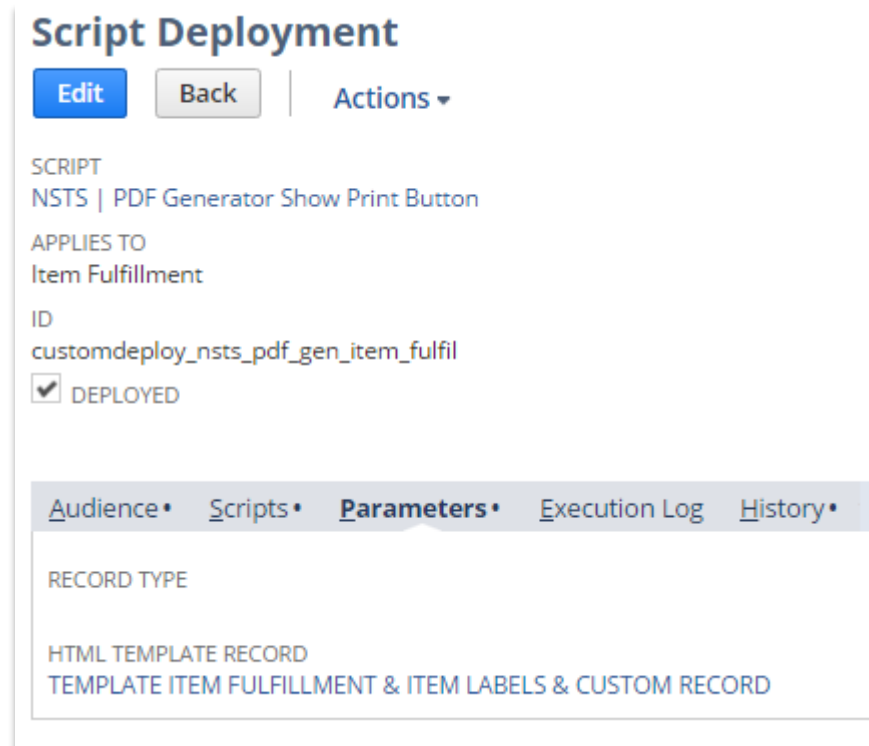 Script Deployment
Edit Back Actions
SCRIPT
NSTS | PDF Generator Show Print Button
APPLIES TO
Item Fulfillment
ID
customdeploy_nsts_pdf_gen_item_fulfil
DEPLOYED
Audience• Scripts• Parameters• Execution Log History•
RECORD TYPE
HTML TEMPLATE RECORD
TEMPLATE ITEM FULFILLMENT & ITEM LABELS & CUSTOM RECORD